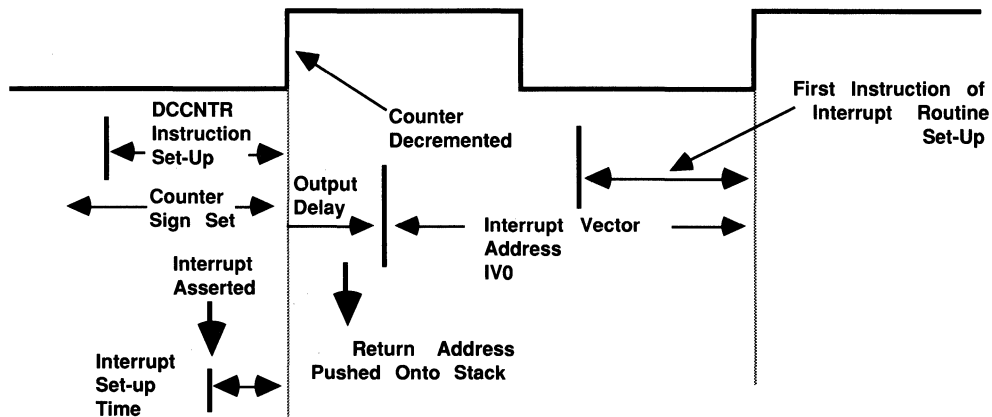 DCCNTR
Instruction
Set-Up
Counter
Decremented
First Instruction of
Interrupt Routine
Set-Up
Counter
Sign Set
Output
Delay
Interrupt Vector
Address
IV0
Interrupt
Asserted
Return Address
Pushed Onto Stack
Interrupt
Set-up
Time